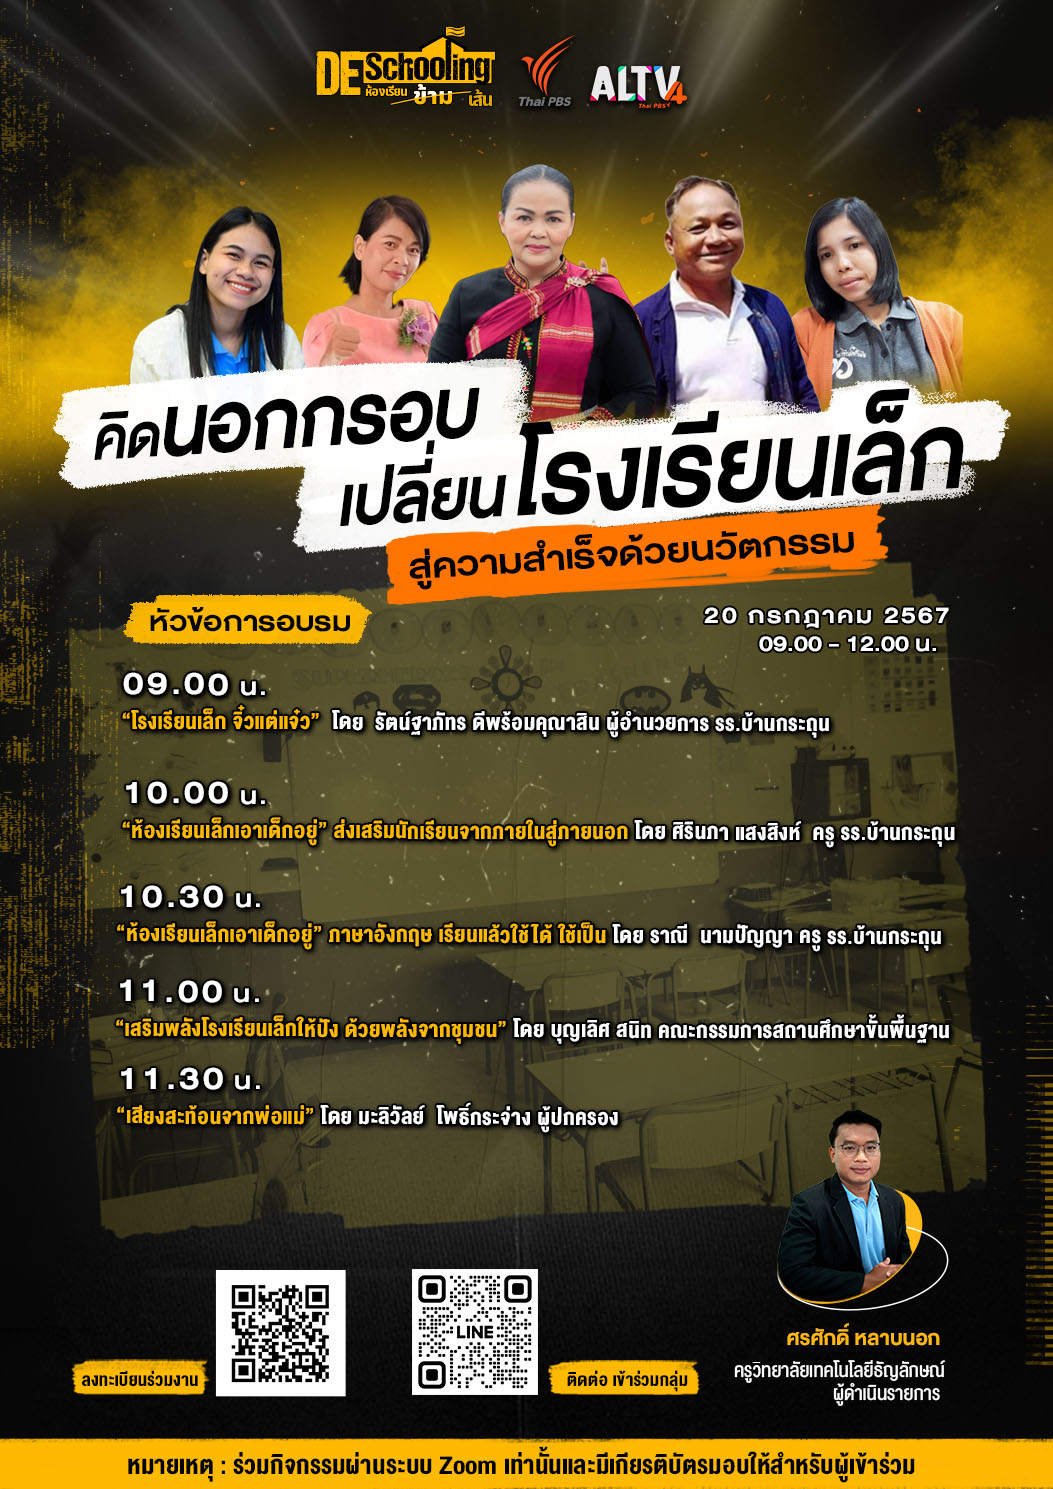 DESchooling
ห้องเรียน ข้าม เส้น
Thai PBS
ALTV4
Thai PBS
คิดนอกกรอบ
เปลี่ยนโรงเรียนเล็ก
สู่ความสำเร็จด้วยนวัตกรรม
หัวข้อการอบรม
20 กรกฎาคม 2567
09.00 - 12.00 น.
09.00 น.
“โรงเรียนเล็ก จิ๋วแต่แจ๋ว” โดย รัตน์ฐาภัทร ดีพร้อมคุณาสิน ผู้อำนวยการ รร.บ้านกระถุน
10.00 น.
“ห้องเรียนเล็กเอาเด็กอยู่” ส่งเสริมนักเรียนจากภายในสู่ภายนอก โดย ศิรินภา แสงสิงห์ ครู รร.บ้านกระถุน
10.30 น.
“ห้องเรียนเล็กเอาเด็กอยู่” ภาษาอังกฤษ เรียนแล้วใช้ได้ ใช้เป็น โดย ราณี นามปัญญา ครู รร.บ้านกระถุน
11.00 น.
“เสริมพลังโรงเรียนเล็กให้ปัง ด้วยพลังจากชุมชน” โดย บุญเลิศ สนิท คณะกรรมการสถานศึกษาขั้นพื้นฐาน
11.30 น.
“เสียงสะท้อนจากพ่อแม่” โดย มะลิวัลย์ โพธิ์กระจ่าง ผู้ปกครอง
LINE
ศรศักดิ์ หลาบนอก
ครูวิทยาลัยเทคโนโลยีธัญลักษณ์
ผู้ดำเนินรายการ
ลงทะเบียนร่วมงาน
ติดต่อ เข้าร่วมกลุ่ม
หมายเหตุ : ร่วมกิจกรรมผ่านระบบ Zoom เท่านั้นและมีเกียรติบัตรมอบให้สำหรับผู้เข้าร่วม